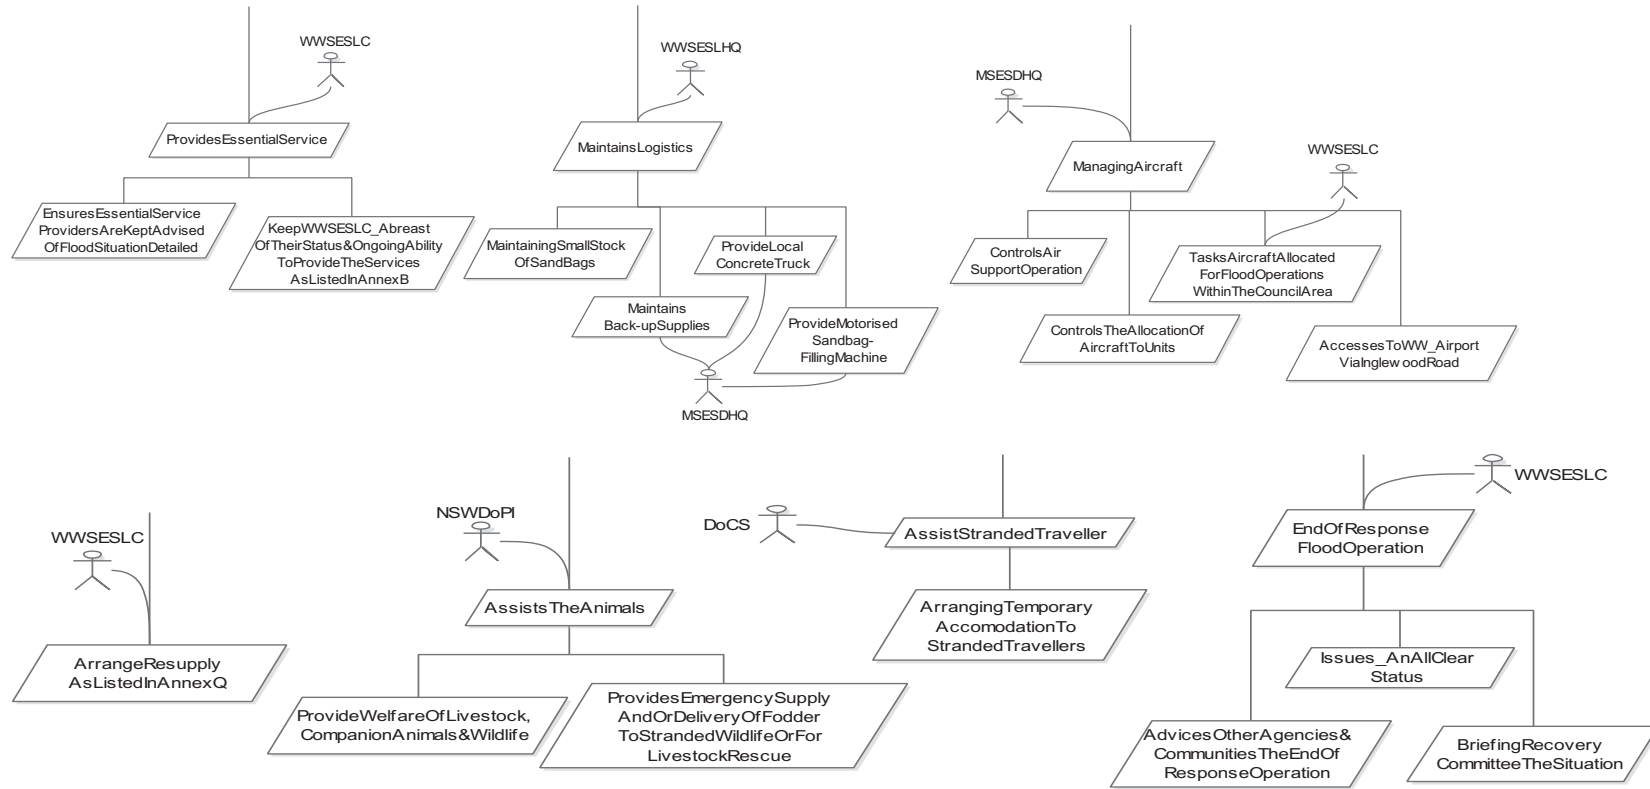 WWSESLC
ProvidesEssentialService
EnsuresEssentialService
ProvidersAreKeptAdvised
OfFloodSituationDetailed
KeepWWSESLC_Abreast
OfTheirStatus&OngoingAbility
ToProvideTheServices
AsListedInAnnexB
WWSESLHQ
MaintainsLogistics
MaintainingSmallStock
OfSandBags
ProvideLocal
ConcreteTruck
Maintains
Back-upSupplies
ProvideMotorised
Sandbag-
FillingMachine
MSESDHQ
MSESDHQ
ManagingAircraft
WWSESLC
ControlsAir
SupportOperation
TasksAircraftAllocated
ForFloodOperations
WithinTheCouncilArea
ControlsTheAllocationOf
AircraftToUnits
AccessesToWW_Airport
ViaInglewoodRoad
WWSESLC
ArrangeResupply
AsListedInAnnexQ
NSWDoPI
AssistsTheAnimals
ProvideWelfareOfLivestock,
CompanionAnimals&Wildlife
ProvidesEmergencySupply
AndOrDeliveryOfFodder
ToStrandedWildlifeOrFor
LivestockRescue
DoCS
AssistStrandedTraveller
ArrangingTemporary
AccomodationTo
StrandedTravellers
WWSESLC
EndOfResponse
FloodOperation
Issues_AnAllClear
Status
AdvicesOtherAgencies&
CommunitiesTheEndOf
ResponseOperation
BriefingRecovery
CommitteeTheSituation